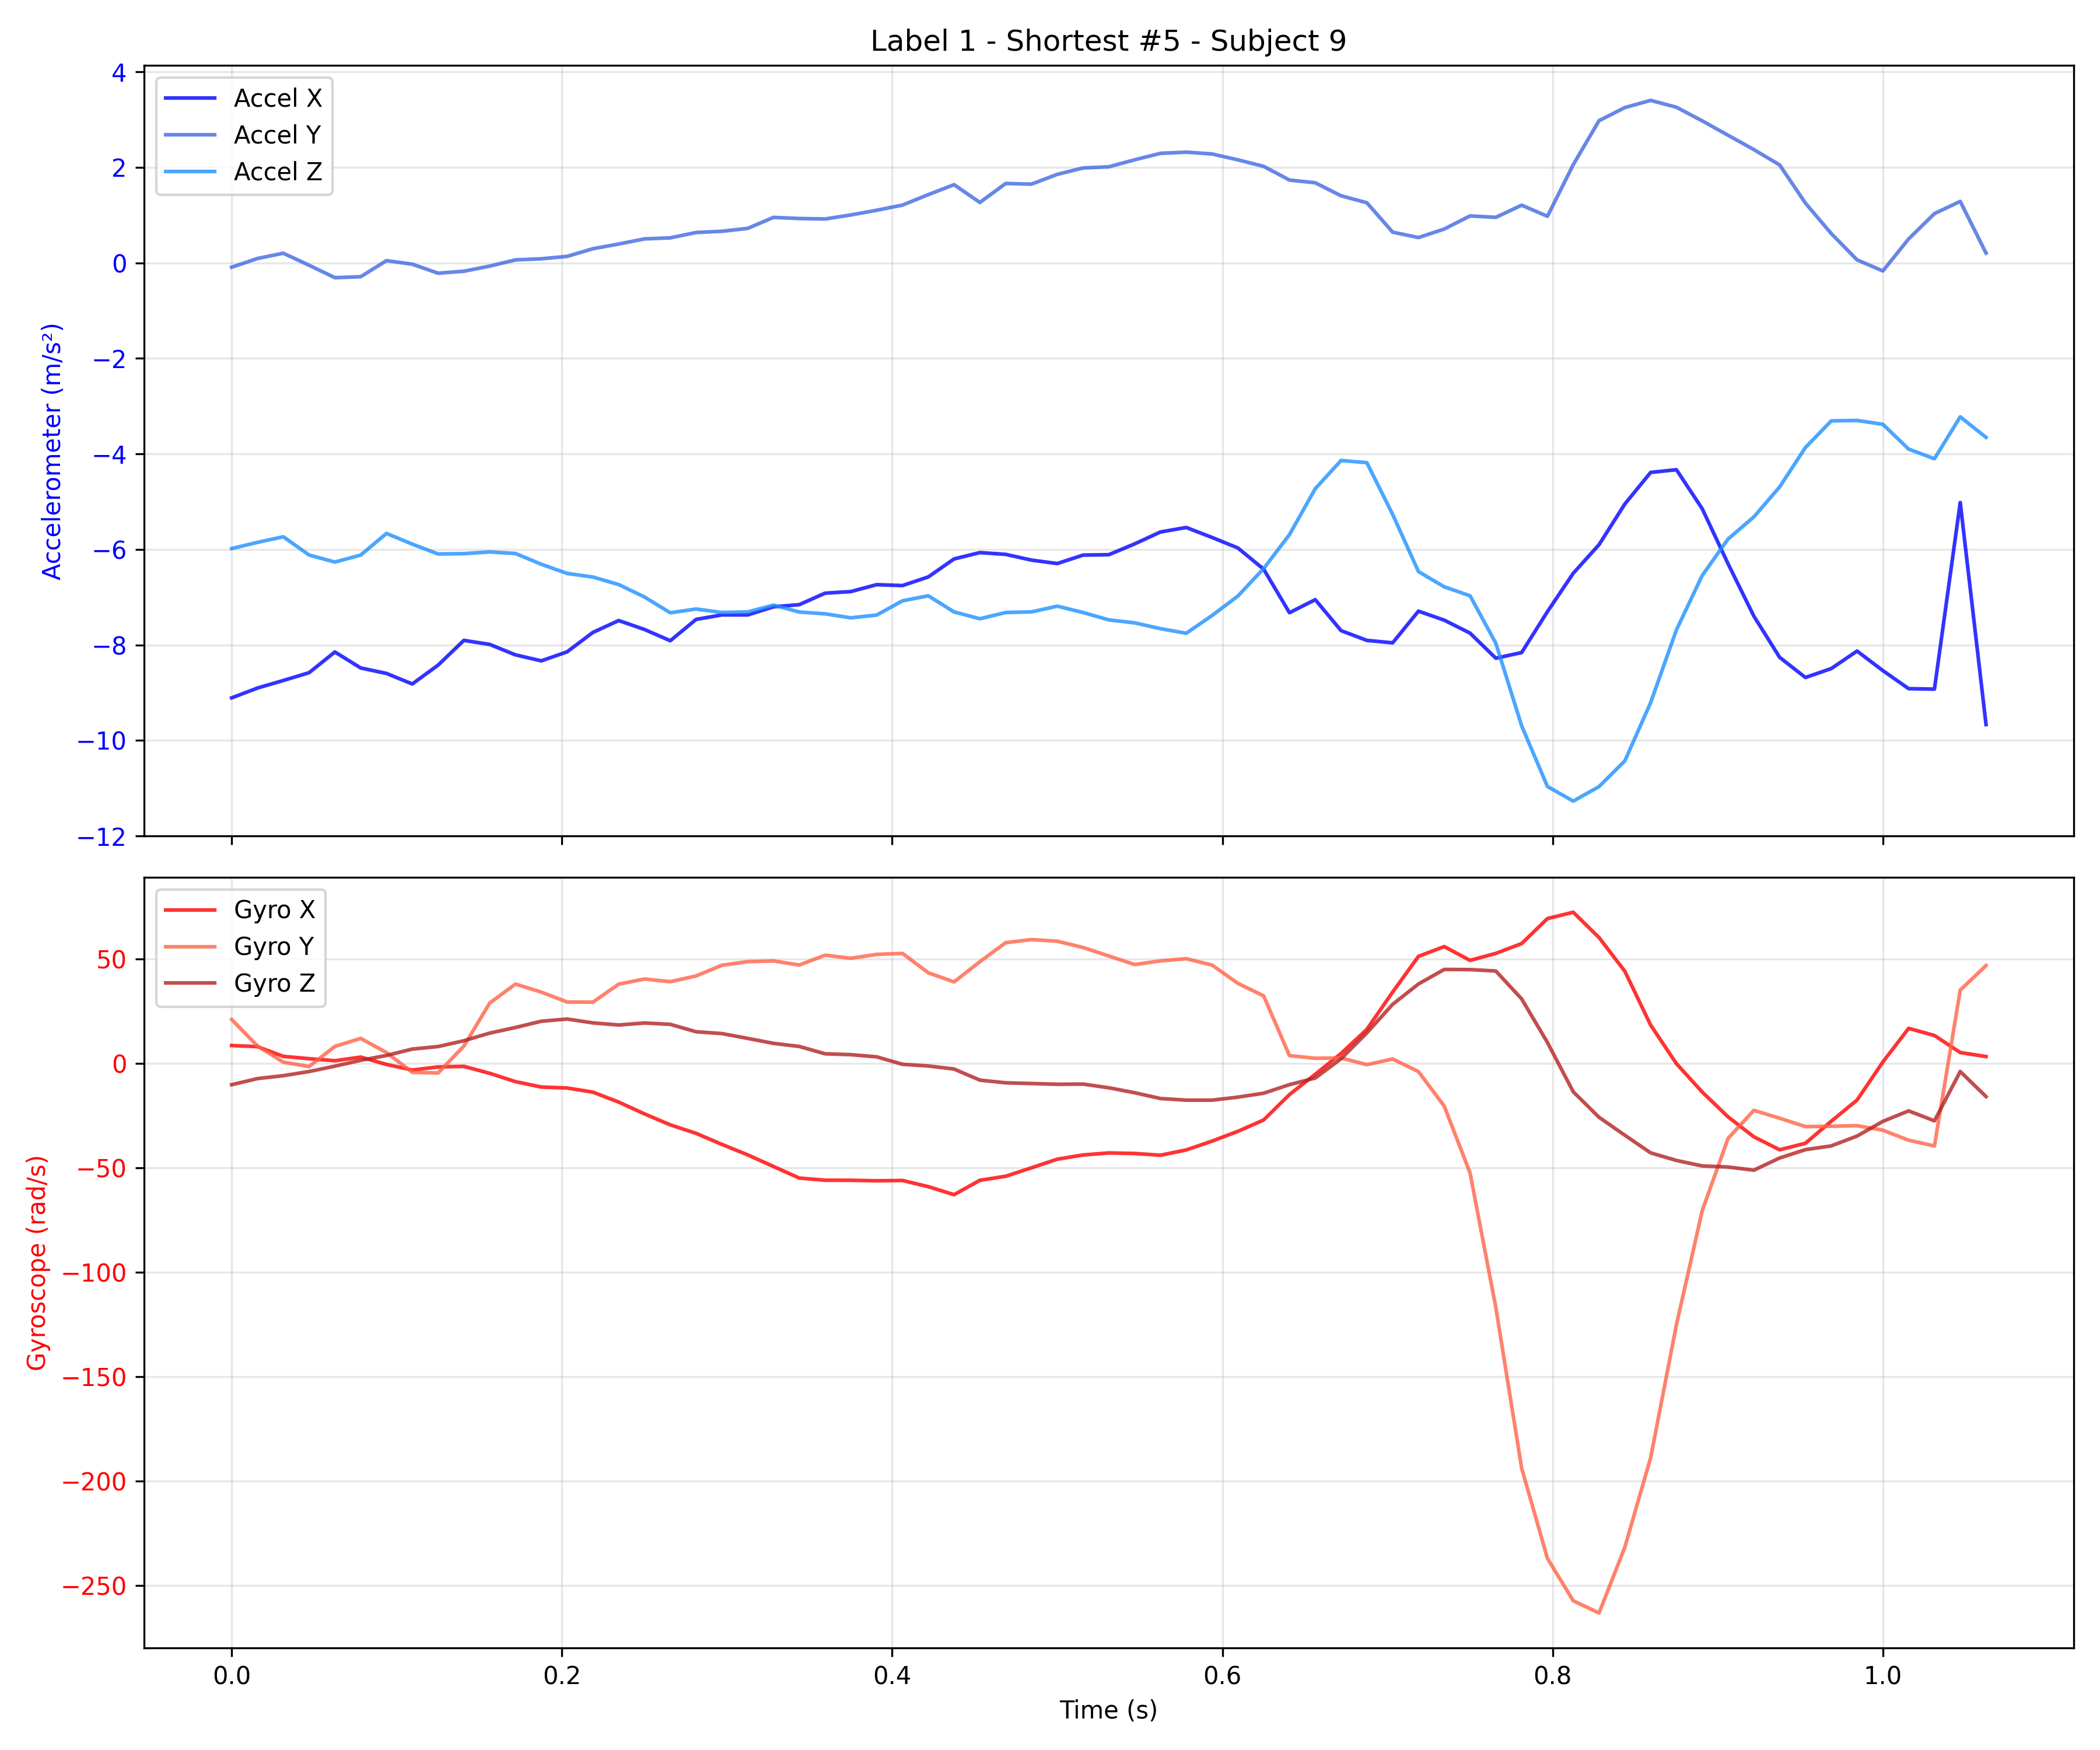 Label 1 - Shortest #5 - Subject 9
Accel X
Accel Y
Accel Z
4
2
0
−2
−4
−6
−8
−10
−12
Accelerometer (m/s²)
Gyro X
Gyro Y
Gyro Z
50
0
−50
−100
−150
−200
−250
Gyroscope (rad/s)
0.0 0.2 0.4 0.6 0.8 1.0
Time (s)